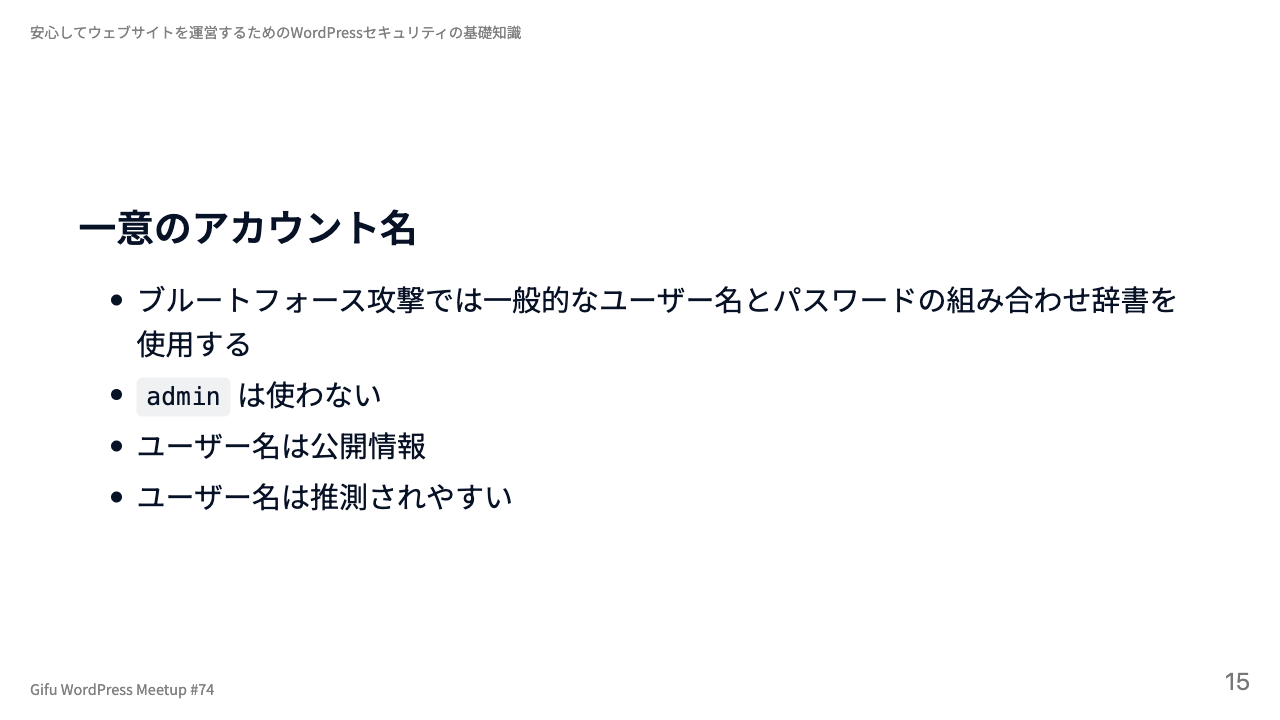 安心してウェブサイトを運営するためのWordPressセキュリティの基礎知識
一意のアカウント名
• ブルートフォース攻撃では一般的なユーザー名とパスワードの組み合わせ辞書を
使用する
• admin は使わない
• ユーザー名は公開情報
• ユーザー名は推測されやすい
Gifu WordPress Meetup #74
15